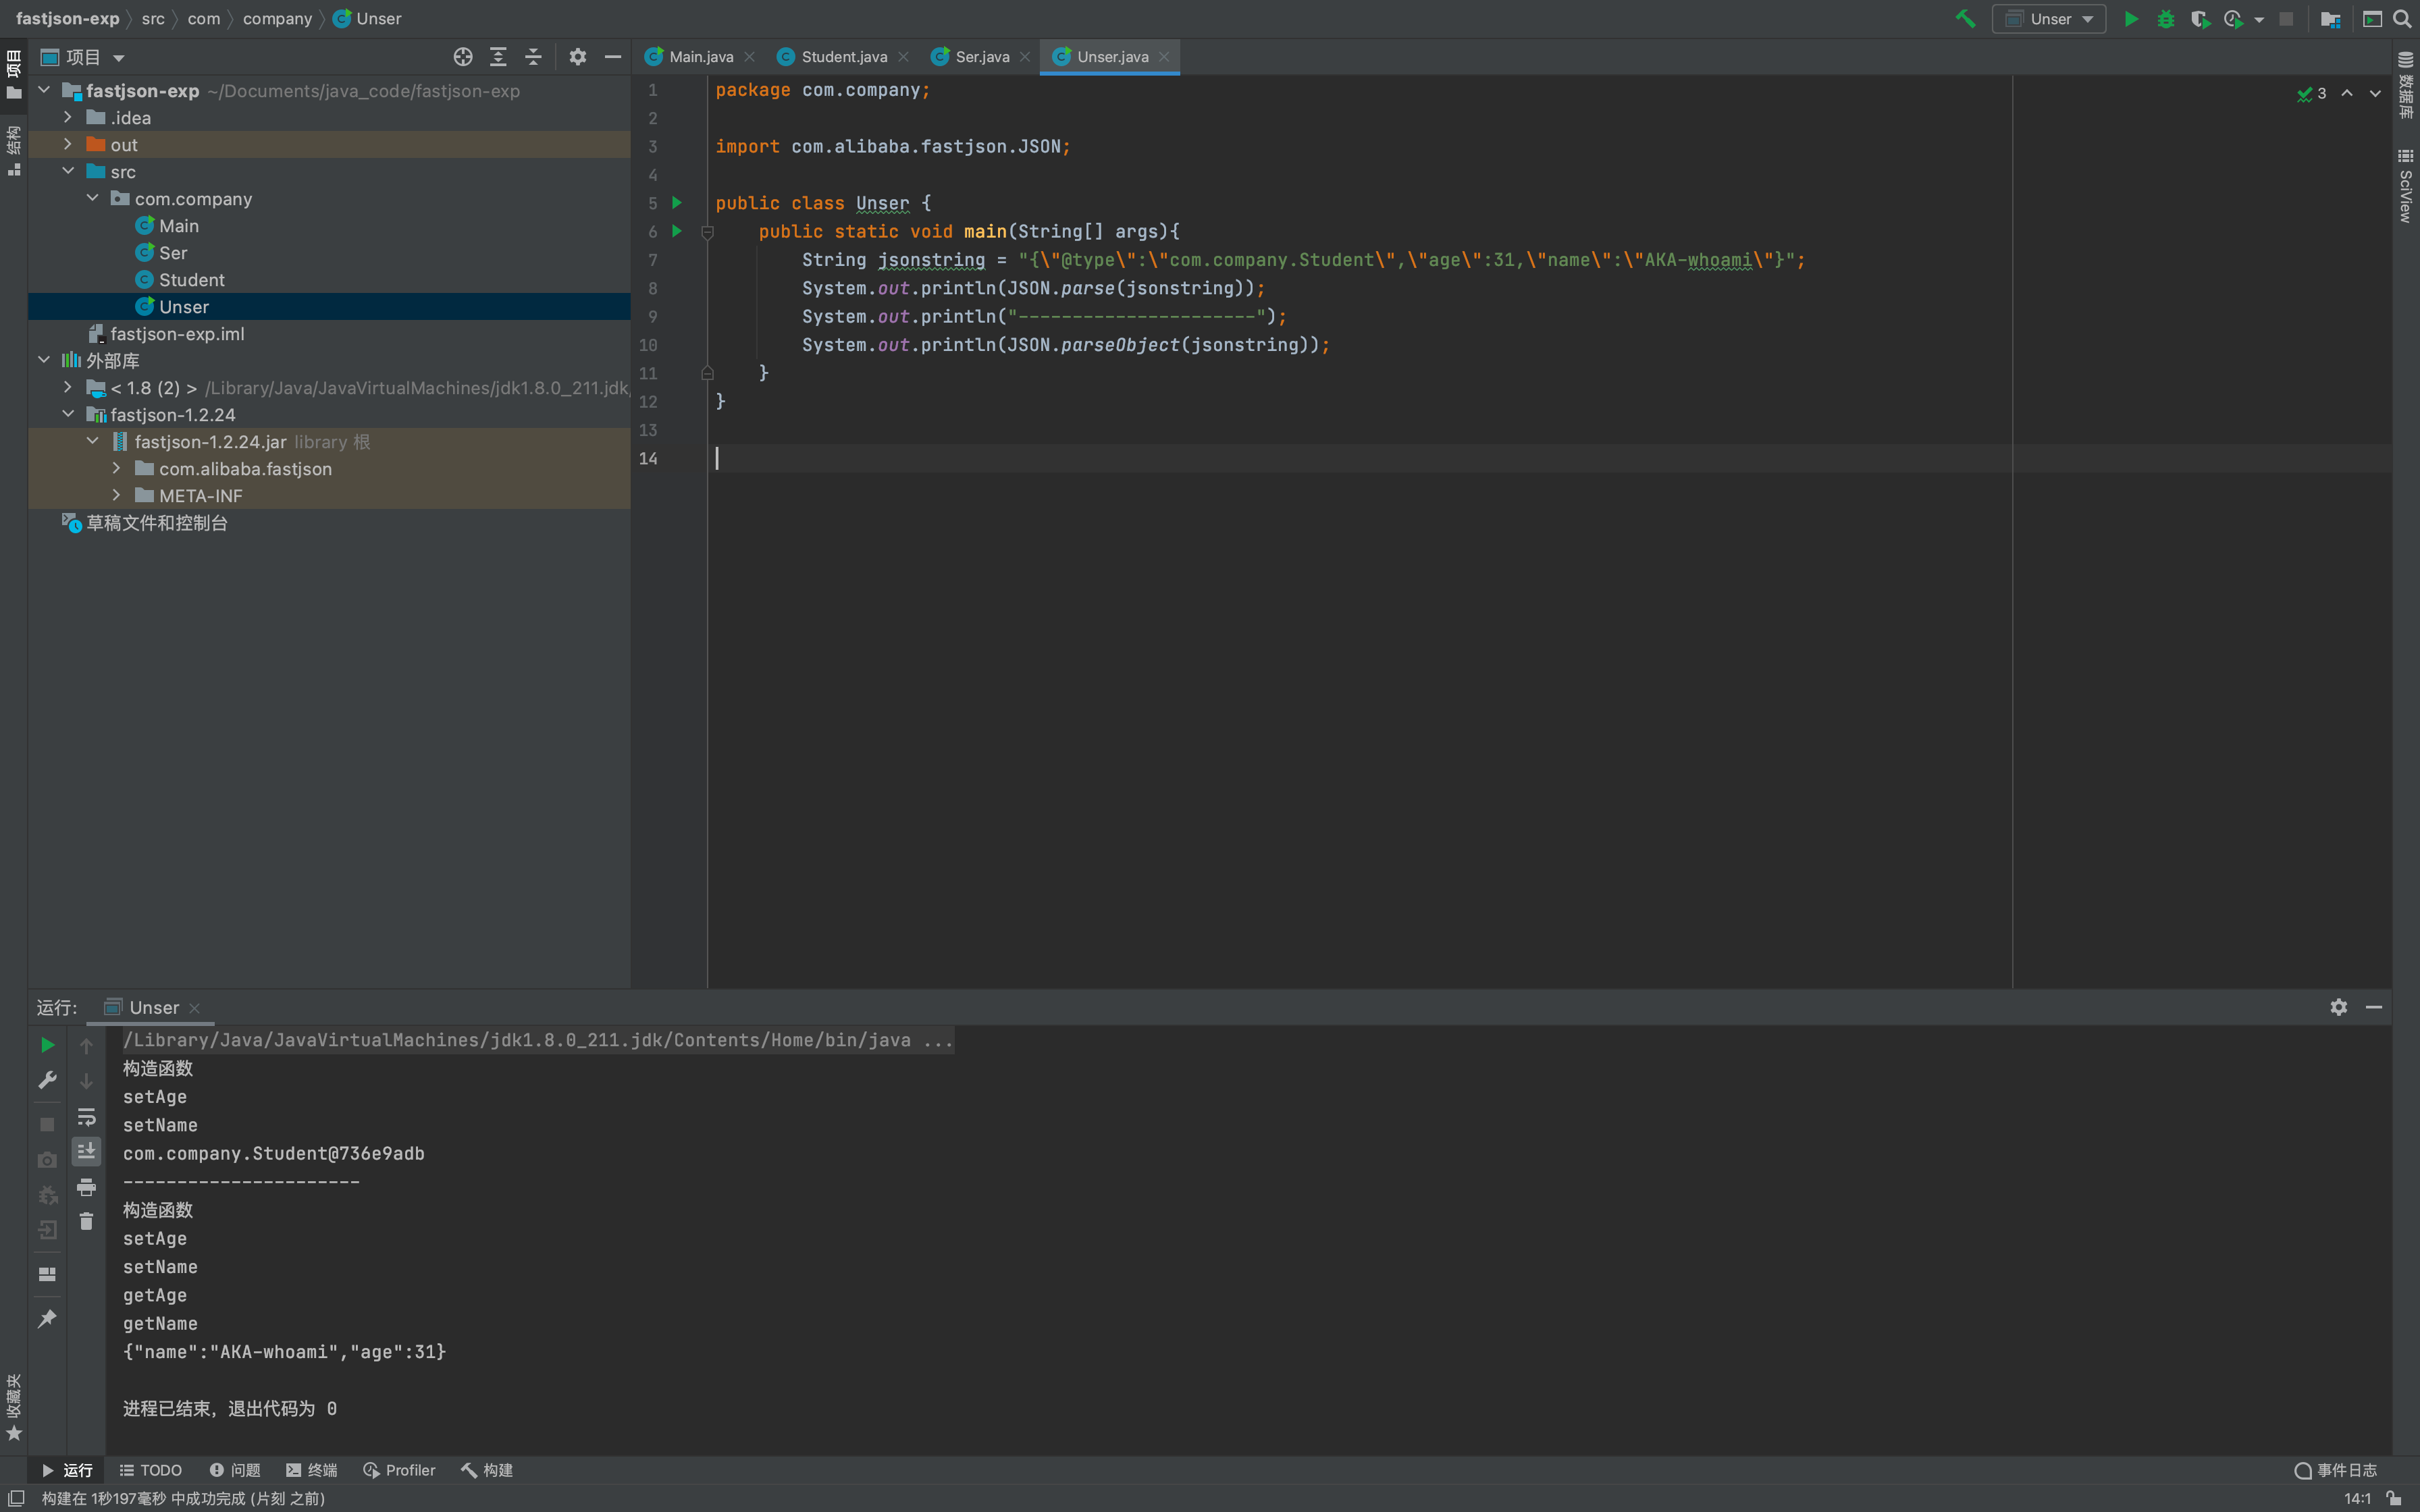 fastjson-exp src com company Unser
Unser
项目
Main.java Student.java Ser.java Unser.java
项目
结构
收藏夹
fastjson-exp ~/Documents/java_code/fastjson-exp
.idea
out
src
com.company
Main
Ser
Student
Unser
fastjson-exp.iml
外部库
< 1.8 (2) > /Library/Java/JavaVirtualMachines/jdk1.8.0_211.jdk
fastjson-1.2.24
fastjson-1.2.24.jar library 根
com.alibaba.fastjson
META-INF
草稿文件和控制台
1 package com.company;
2
3 import com.alibaba.fastjson.JSON;
4
5 public class Unser {
6 public static void main(String[] args){
7 String jsonstring = "{\"@type\":\"com.company.Student\",\"age\":31,\"name\":\"AKA-whoami\"}";
8 System.out.println(JSON.parse(jsonstring));
9 System.out.println("----------------------");
10 System.out.println(JSON.parseObject(jsonstring));
11 }
12 }
13
14
3
数据库
SciView
运行: Unser
/Library/Java/JavaVirtualMachines/jdk1.8.0_211.jdk/Contents/Home/bin/java ...
构造函数
setAge
setName
com.company.Student@736e9adb
----------------------
构造函数
setAge
setName
getAge
getName
{"name":"AKA-whoami","age":31}
进程已结束，退出代码为 0
运行 TODO 问题 终端 Profiler 构建 事件日志
构建在 1秒197毫秒 中成功完成 (片刻 之前) 14:1